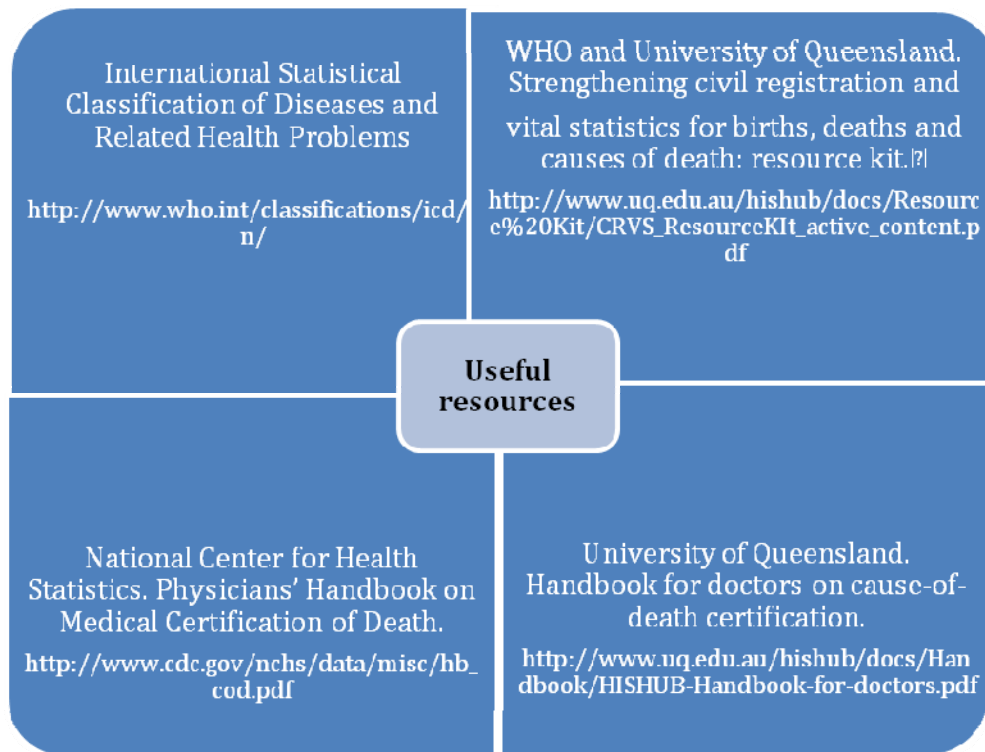 International Statistical
Classification of Diseases and
Related Health Problems
http://www.who.int/classifications/icd/
n/
WHO and University of Queensland.
Strengthening civil registration and
vital statistics for births, deaths and
causes of death: resource kit.[?]
http://www.uq.edu.au/hishub/docs/Resourc
e%20Kit/CRVS_ResourceKIt_active_content.p
df
Useful
resources
National Center for Health
Statistics. Physicians’ Handbook on
Medical Certification of Death.
http://www.cdc.gov/nchs/data/misc/hb_
cod.pdf
University of Queensland.
Handbook for doctors on cause-of-
death certification.
http://www.uq.edu.au/hishub/docs/Han
dbook/HISHUB-Handbook-for-doctors.pdf